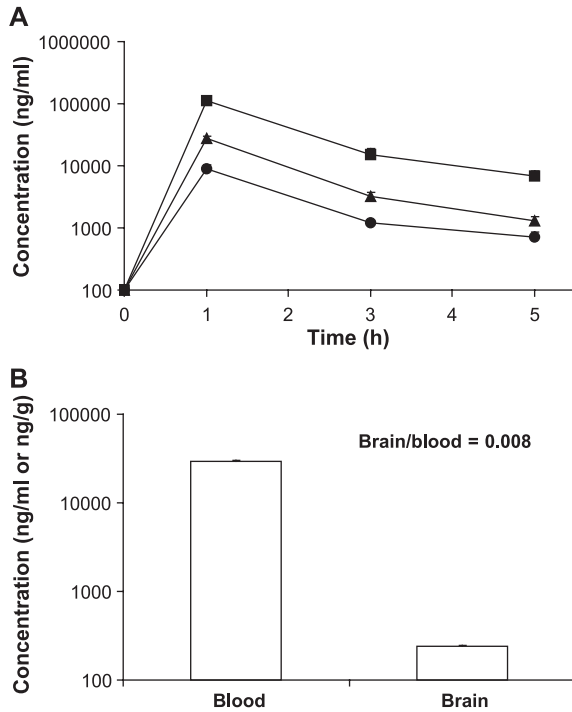 A
Concentration (ng/ml)
1000000
100000
10000
1000
100
0 1 2 3 4 5
Time (h)
B
Concentration (ng/ml or ng/g)
100000
10000
1000
100
Brain/blood = 0.008
Blood Brain